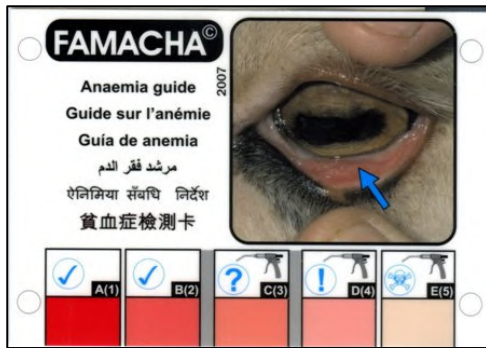 FAMACHA©
2007
Anaemia guide
Guide sur l'anémie
Guía de anemia
مرشد فقر الدم
ऐनिमिया सँबधि निर्देश
貧血症檢測卡
✓ A(1)
✓ B(2)
? C(3)
! D(4)
E(5)